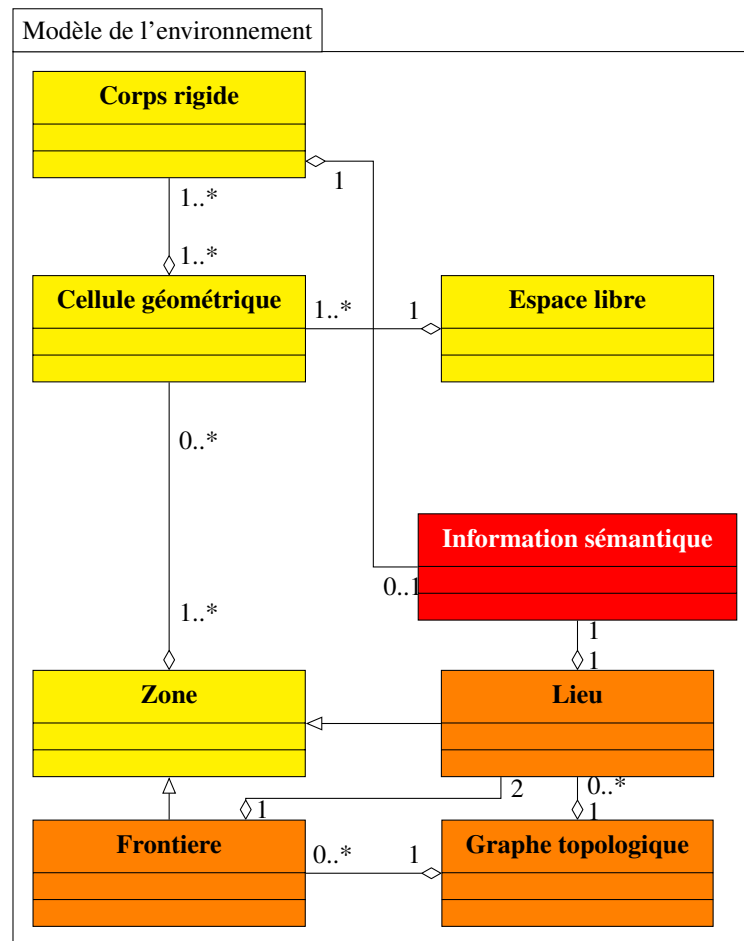 Modèle de l'environnement
Corps rigide
1
1..*
1..*
Cellule géométrique
1..*
1
Espace libre
0..*
Information sémantique
0..1
1..*
1
1
Zone
Lieu
2
0..*
1
1
Frontiere
0..*
1
Graphe topologique